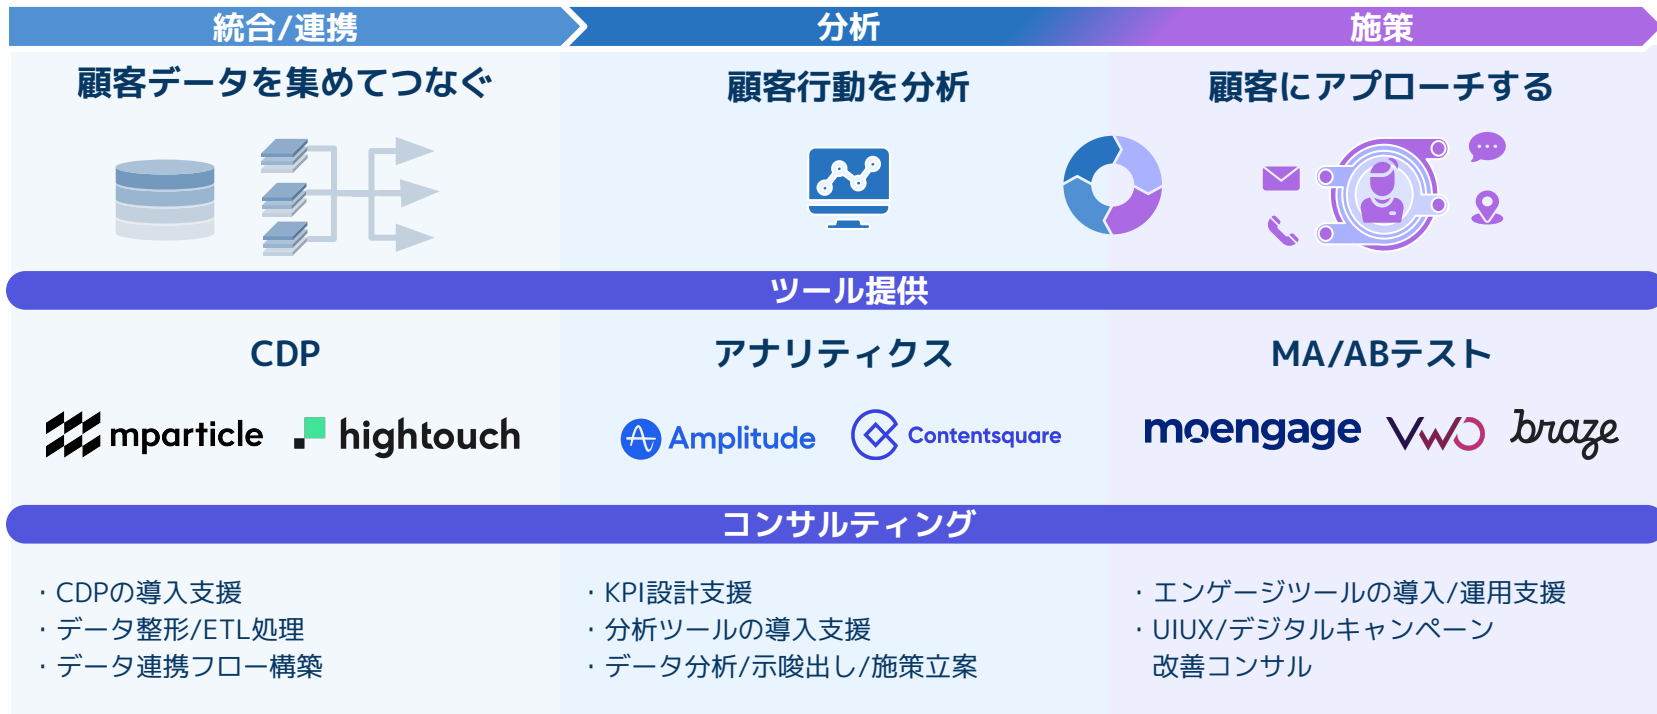 統合/連携
分析
施策
顧客データを集めてつなぐ
顧客行動を分析
顧客にアプローチする
ツール提供
CDP
アナリティクス
MA/ABテスト
mparticle
hightouch
Amplitude
Contentsquare
moengage
VWO
braze
コンサルティング
・CDPの導入支援
・データ整形/ETL処理
・データ連携フロー構築
・KPI設計支援
・分析ツールの導入支援
・データ分析/示唆出し/施策立案
・エンゲージツールの導入/運用支援
・UIUX/デジタルキャンペーン
改善コンサル